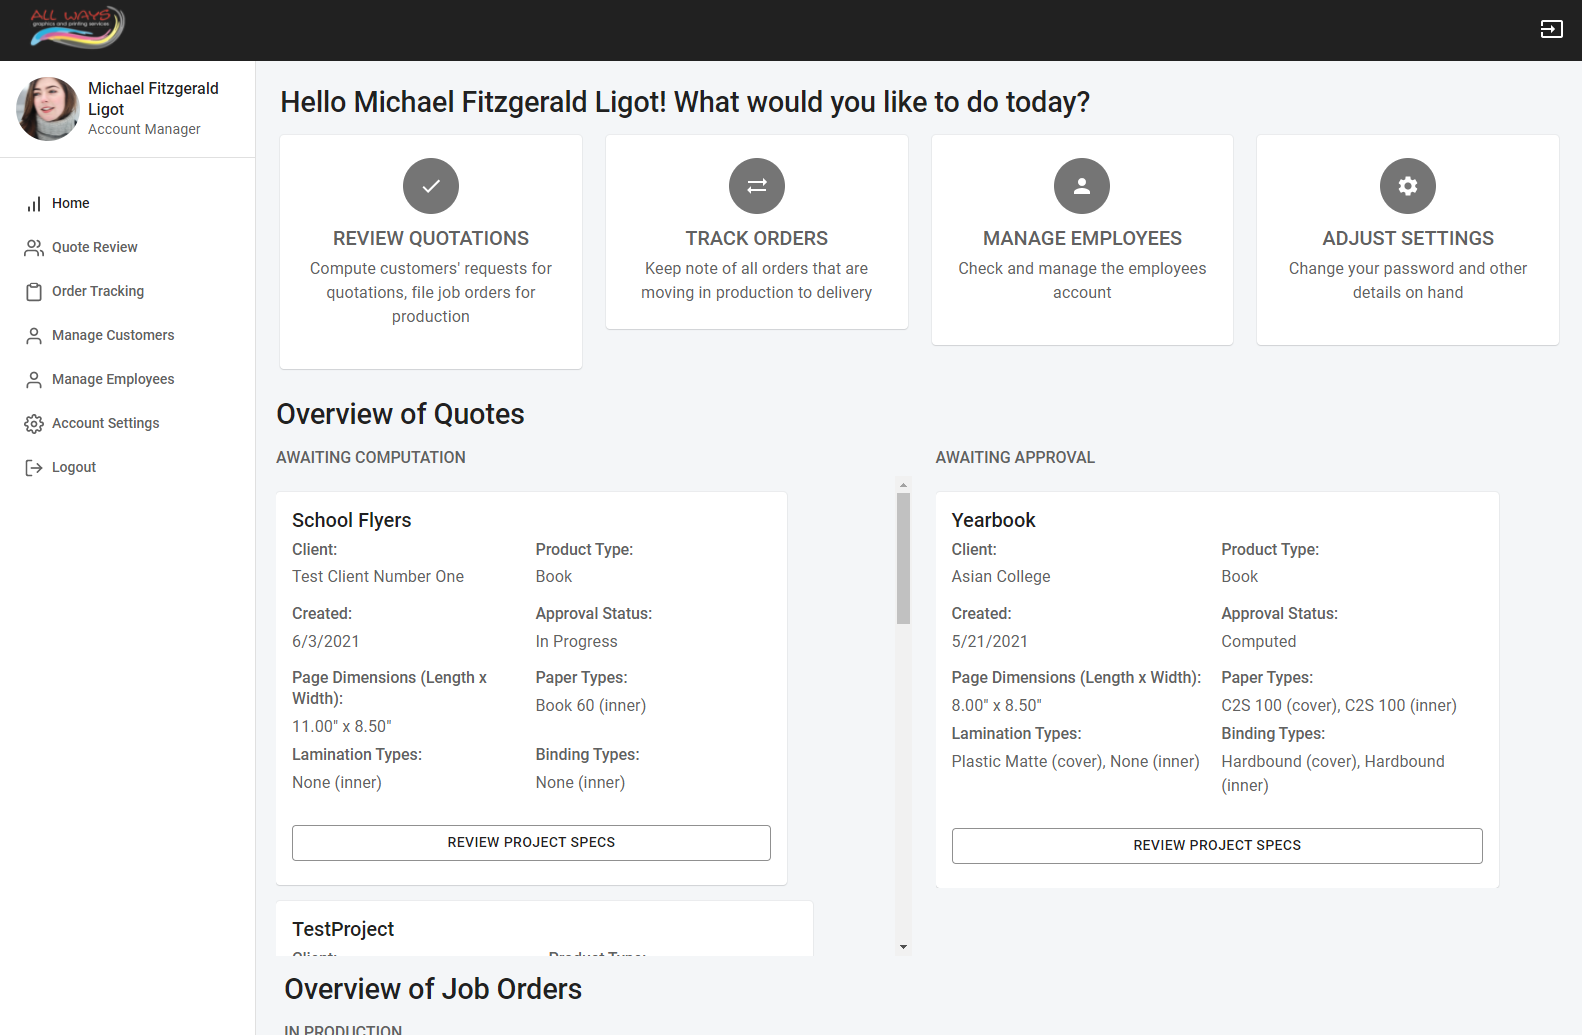 ALL WAYS
graphics and printing services
Michael Fitzgerald
Ligot
Account Manager
Home
Quote Review
Order Tracking
Manage Customers
Manage Employees
Account Settings
Logout
Hello Michael Fitzgerald Ligot! What would you like to do today?
REVIEW QUOTATIONS
Compute customers' requests for
quotations, file job orders for
production
TRACK ORDERS
Keep note of all orders that are
moving in production to delivery
MANAGE EMPLOYEES
Check and manage the employees
account
ADJUST SETTINGS
Change your password and other
details on hand
Overview of Quotes
AWAITING COMPUTATION
School Flyers
Client:
Test Client Number One
Product Type:
Book
Created:
6/3/2021
Approval Status:
In Progress
Page Dimensions (Length x
Width):
11.00" x 8.50"
Paper Types:
Book 60 (inner)
Lamination Types:
None (inner)
Binding Types:
None (inner)
REVIEW PROJECT SPECS
TestProject
Client:
Product Type:
AWAITING APPROVAL
Yearbook
Client:
Asian College
Product Type:
Book
Created:
5/21/2021
Approval Status:
Computed
Page Dimensions (Length x Width):
8.00" x 8.50"
Paper Types:
C2S 100 (cover), C2S 100 (inner)
Lamination Types:
Plastic Matte (cover), None (inner)
Binding Types:
Hardbound (cover), Hardbound
(inner)
REVIEW PROJECT SPECS
Overview of Job Orders
IN PRODUCTION